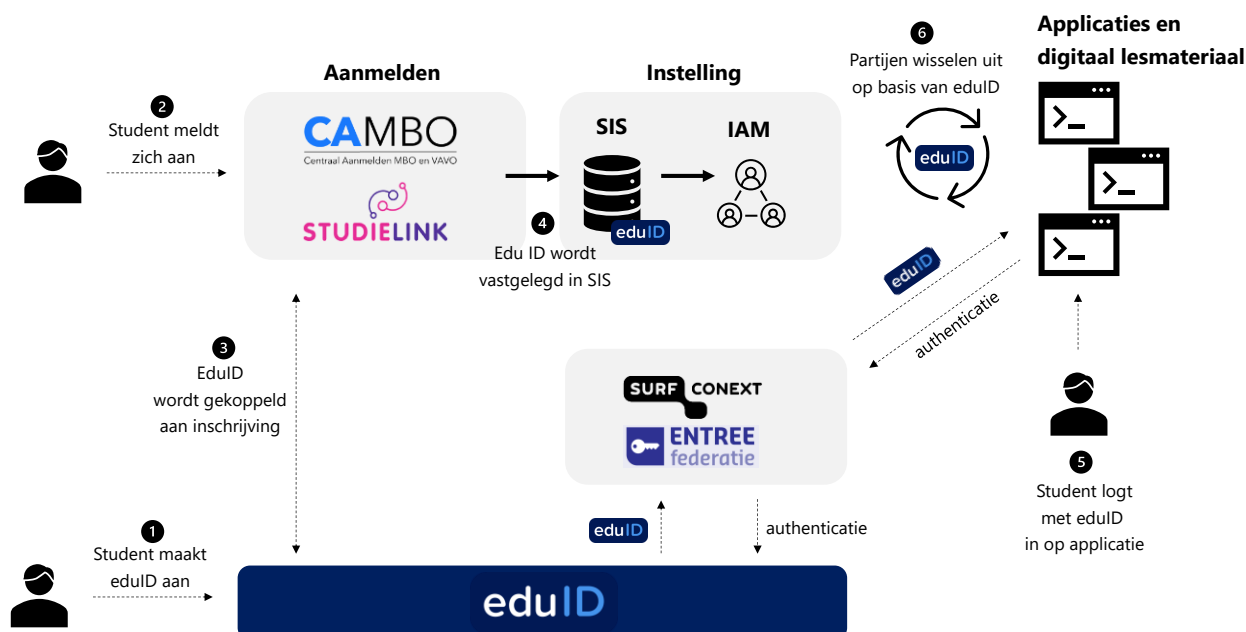 Aanmelden
Instelling
Applicaties en
digitaal lesmateriaal
2
Student meldt
zich aan
CAMBO
Centraal Aanmelden MBO en VAVO
STUDIELINK
SIS
IAM
eduID
4
Edu ID wordt
vastgelegd in SIS
6
Partijen wisselen uit
op basis van eduID
eduID
>_
>_
>_
eduID
authenticatie
3
EduID
wordt gekoppeld
aan inschrijving
SURF CONEXT
ENTREE
federatie
5
Student logt
met eduID
in op applicatie
eduID
authenticatie
1
Student maakt
eduID aan
eduID